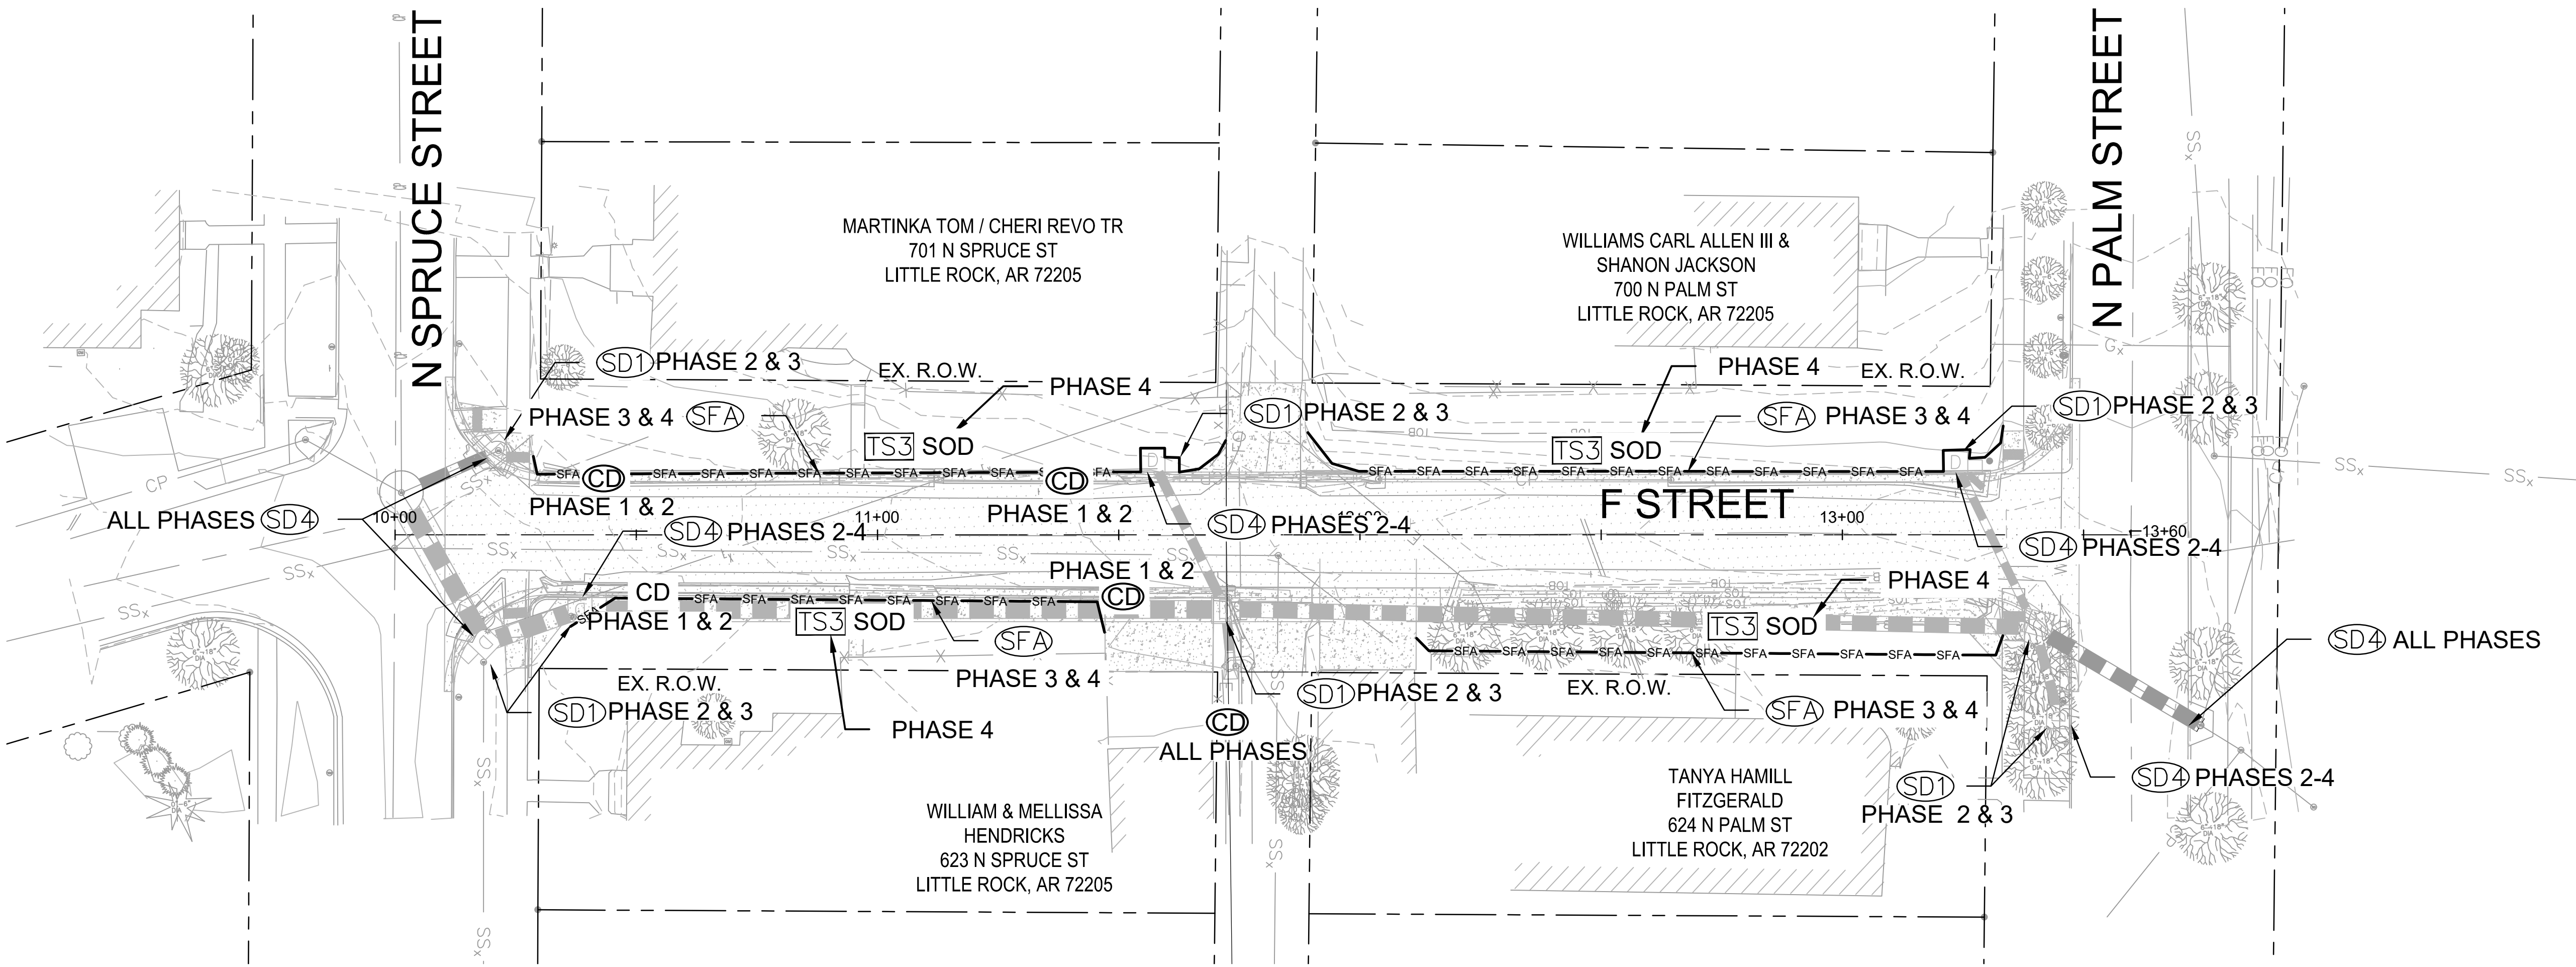 N SPRUCE STREET
N PALM STREET
MARTINKA TOM / CHERI REVO TR
701 N SPRUCE ST
LITTLE ROCK, AR 72205
WILLIAMS CARL ALLEN III &
SHANON JACKSON
700 N PALM ST
LITTLE ROCK, AR 72205
SD1 PHASE 2 & 3
EX. R.O.W.
PHASE 4
PHASE 3 & 4 SFA
TS3 SOD
SD1 PHASE 2 & 3
PHASE 4
EX. R.O.W.
SFA PHASE 3 & 4
TS3 SOD
SD1 PHASE 2 & 3
CD
PHASE 1 & 2
CD
PHASE 1 & 2
F STREET
ALL PHASES SD4
10+00
11+00
13+00
13+60
SD4 PHASES 2-4
SD4 PHASES 2-4
SD4 PHASES 2-4
PHASE 1 & 2
CD
CD
PHASE 1 & 2
TS3 SOD
SFA
PHASE 3 & 4
PHASE 4
EX. R.O.W.
SD1 PHASE 2 & 3
PHASE 4
TS3 SOD
SD4 ALL PHASES
SD1 PHASE 2 & 3
EX. R.O.W.
SFA PHASE 3 & 4
CD
ALL PHASES
SD4 PHASES 2-4
SD1
PHASE 2 & 3
WILLIAM & MELLISSA
HENDRICKS
623 N SPRUCE ST
LITTLE ROCK, AR 72205
TANYA HAMILL
FITZGERALD
624 N PALM ST
LITTLE ROCK, AR 72202